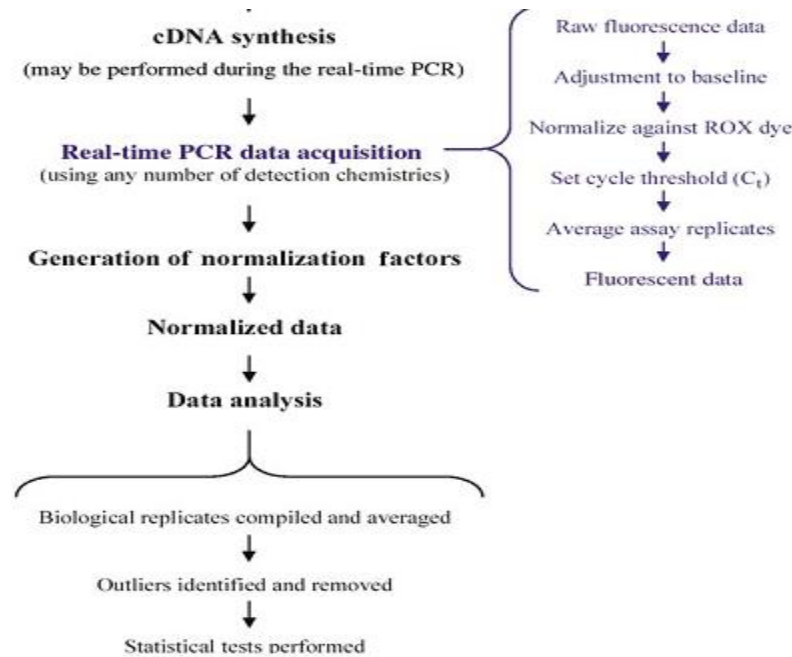 cDNA synthesis
(may be performed during the real-time PCR)
Real-time PCR data acquisition
(using any number of detection chemistries)
Generation of normalization factors
Normalized data
Data analysis
Biological replicates compiled and averaged
Outliers identified and removed
Statistical tests performed
Raw fluorescence data
Adjustment to baseline
Normalize against ROX dye
Set cycle threshold (Cₜ)
Average assay replicates
Fluorescent data